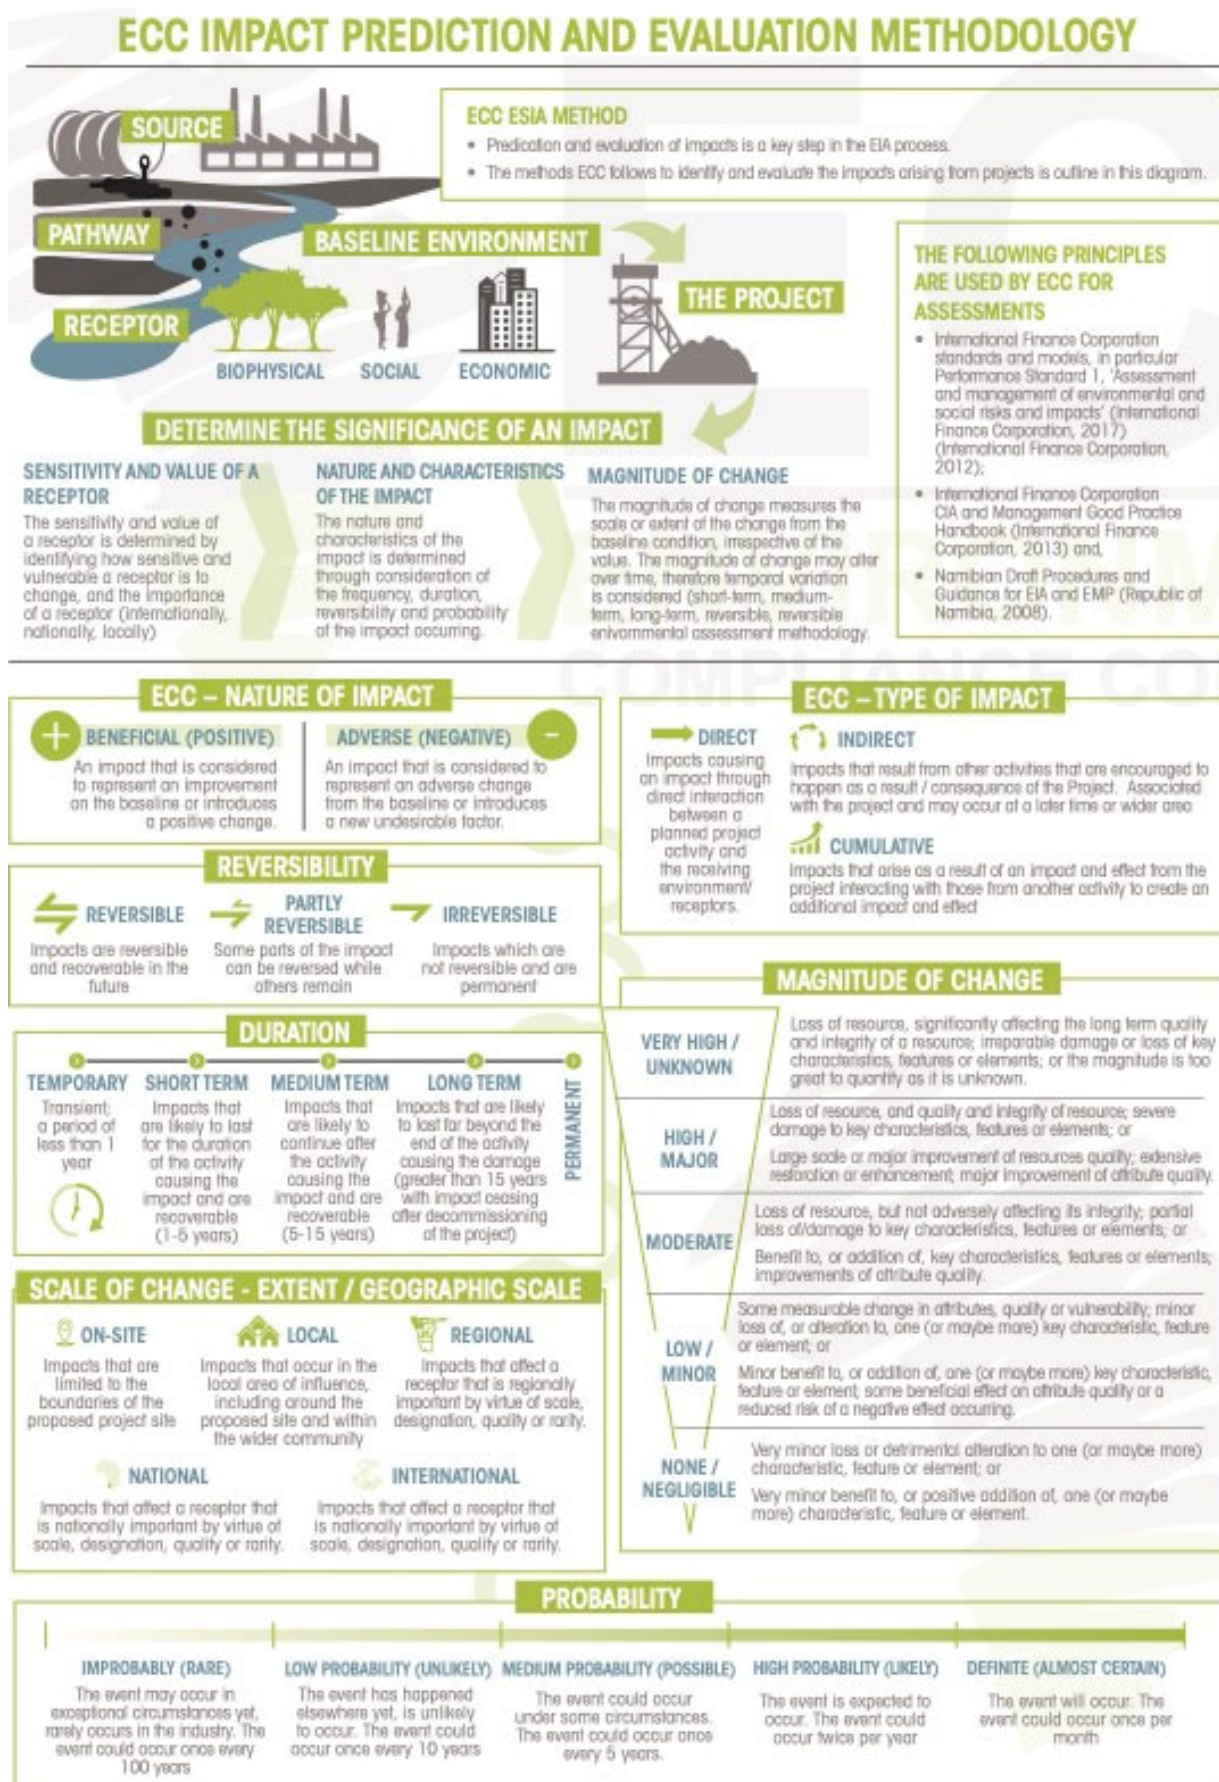 ECC IMPACT PREDICTION AND EVALUATION METHODOLOGY
SOURCE
PATHWAY
RECEPTOR
BASELINE ENVIRONMENT
BIOPHYSICAL
SOCIAL
ECONOMIC
THE PROJECT
ECC ESIA METHOD
• Predication and evaluation of impacts is a key step in the EIA process.
• The methods ECC follows to identify and evaluate the impacts arising from projects is outline in this diagram.
THE FOLLOWING PRINCIPLES
ARE USED BY ECC FOR
ASSESSMENTS
• International Finance Corporation
standards and models, in particular
Performance Standard 1, 'Assessment
and management of environmental and
social risks and impacts' (International
Finance Corporation, 2017)
(International Finance Corporation,
2012);
• International Finance Corporation
CIA and Management Good Practice
Handbook (International Finance
Corporation, 2013) and,
• Namibian Draft Procedures and
Guidance for EIA and EMP (Republic of
Namibia, 2008).
DETERMINE THE SIGNIFICANCE OF AN IMPACT
SENSITIVITY AND VALUE OF A
RECEPTOR
The sensitivity and value of
a receptor is determined by
identifying how sensitive and
vulnerable a receptor is to
change, and the importance
of a receptor (internationally,
nationally, locally)
NATURE AND CHARACTERISTICS
OF THE IMPACT
The nature and
characteristics of the
impact is determined
through consideration of
the frequency, duration,
reversibility and probability
of the impact occurring.
MAGNITUDE OF CHANGE
The magnitude of change measures the
scale or extent of the change from the
baseline condition, irrespective of the
value. The magnitude of change may alter
over time, therefore temporal variation
is considered (short-term, medium-
term, long-term, reversible, reversible
enivornmental assessment methodology.
COMPLIANCE CO
ECC – NATURE OF IMPACT
+
BENEFICIAL (POSITIVE)
An impact that is considered
to represent an improvement
on the baseline or introduces
a positive change.
ADVERSE (NEGATIVE)
-
An impact that is considered to
represent an adverse change
from the baseline or introduces
a new undesirable factor.
ECC – TYPE OF IMPACT
DIRECT
Impacts causing
an impact through
direct interaction
between a
planned project
activity and
the receiving
environment/
receptors.
INDIRECT
Impacts that result from other activities that are encouraged to
happen as a result / consequence of the Project. Associated
with the project and may occur at a later time or wider area
CUMULATIVE
Impacts that arise as a result of an impact and effect from the
project interacting with those from another activity to create an
additional impact and effect
REVERSIBILITY
REVERSIBLE
Impacts are reversible
and recoverable in the
future
PARTLY
REVERSIBLE
Some parts of the impact
can be reversed while
others remain
IRREVERSIBLE
Impacts which are
not reversible and are
permanent
DURATION
TEMPORARY
Transient;
a period of
less than 1
year
SHORT TERM
Impacts that
are likely to last
for the duration
of the activity
causing the
impact and are
recoverable
(1-5 years)
MEDIUM TERM
Impacts that
are likely to
continue after
the activity
causing the
impact and are
recoverable
(5-15 years)
LONG TERM
Impacts that are likely
to last far beyond the
end of the activity
causing the damage
(greater than 15 years
with impact ceasing
after decommissioning
of the project)
PERMANENT
SCALE OF CHANGE - EXTENT / GEOGRAPHIC SCALE
ON-SITE
Impacts that are
limited to the
boundaries of the
proposed project site
LOCAL
Impacts that occur in the
local area of influence,
including around the
proposed site and within
the wider community
REGIONAL
Impacts that affect a
receptor that is regionally
important by virtue of scale,
designation, quality or rarity.
NATIONAL
Impacts that affect a receptor that
is nationally important by virtue of
scale, designation, quality or rarity.
INTERNATIONAL
Impacts that affect a receptor that
is nationally important by virtue of
scale, designation, quality or rarity.
MAGNITUDE OF CHANGE
VERY HIGH /
UNKNOWN
Loss of resource, significantly affecting the long term quality
and integrity of a resource; irreparable damage or loss of key
characteristics, features or elements; or the magnitude is too
great to quantify as it is unknown.
HIGH /
MAJOR
Loss of resource, and quality and integrity of resource; severe
damage to key characteristics, features or elements; or
Large scale or major improvement of resources quality; extensive
restoration or enhancement; major improvement of attribute quality.
MODERATE
Loss of resource, but not adversely affecting its integrity; partial
loss of/damage to key characteristics, features or elements; or
Benefit to, or addition of, key characteristics, features or elements;
improvements of attribute quality.
LOW /
MINOR
Some measurable change in attributes, quality or vulnerability; minor
loss of, or alteration to, one (or maybe more) key characteristic, feature
or element; or
Minor benefit to, or addition of, one (or maybe more) key characteristic,
feature or element; some beneficial effect on attribute quality or a
reduced risk of a negative effect occurring.
NONE /
NEGLIGIBLE
Very minor loss or detrimental alteration to one (or maybe more)
characteristic, feature or element; or
Very minor benefit to, or positive addition of, one (or maybe
more) characteristic, feature or element.
PROBABILITY
IMPROBABLY (RARE)
The event may occur in
exceptional circumstances yet,
rarely occurs in the industry. The
event could occur once every
100 years
LOW PROBABILITY (UNLIKELY)
The event has happened
elsewhere yet, is unlikely
to occur. The event could
occur once every 10 years
MEDIUM PROBABILITY (POSSIBLE)
The event could occur
under some circumstances.
The event could occur once
every 5 years.
HIGH PROBABILITY (LIKELY)
The event is expected to
occur. The event could
occur twice per year
DEFINITE (ALMOST CERTAIN)
The event will occur. The
event could occur once per
month